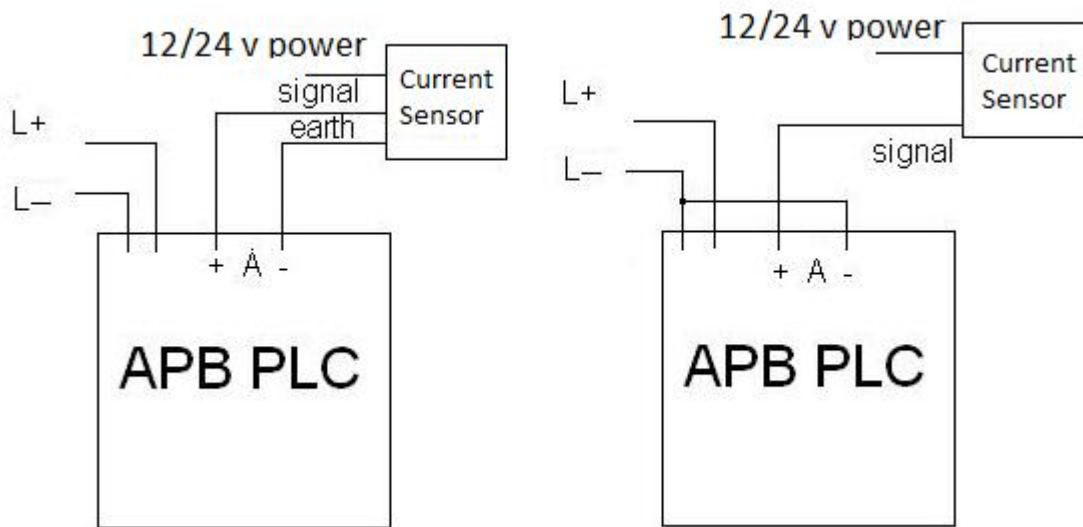 12/24 v power
Current
Sensor
signal
earth
L+
L–
+ A -
APB PLC
12/24 v power
Current
Sensor
L+
signal
L–
+ A -
APB PLC